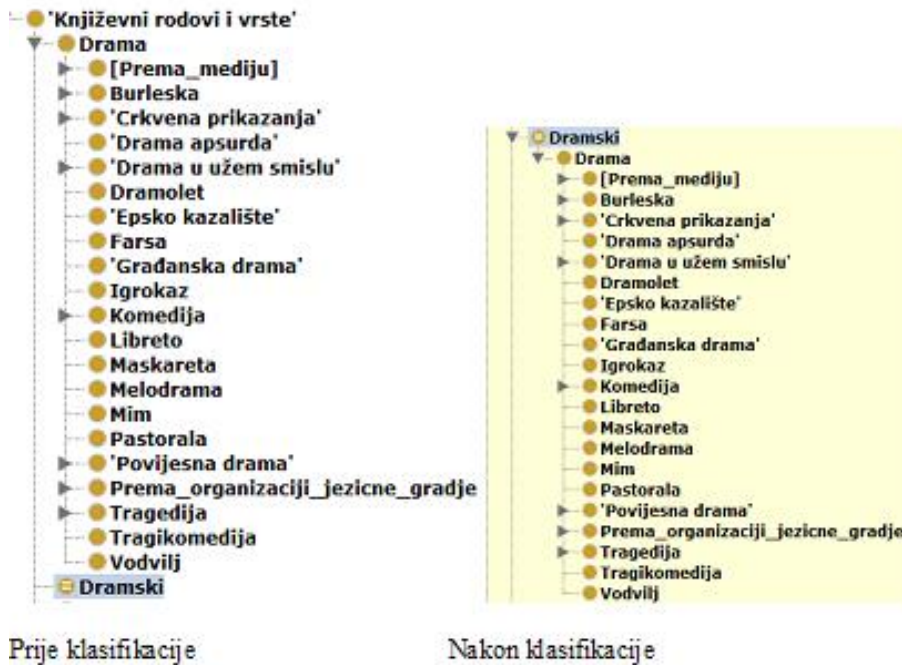 'Književni rodovi i vrste'
Drama
[Prema_mediju]
Burleska
'Crkvena prikazanja'
'Drama apsurda'
'Drama u užem smislu'
Dramolet
'Epsko kazalište'
Farsa
'Građanska drama'
Igrokaz
Komedija
Libreto
Maskareta
Melodrama
Mim
Pastorala
'Povijesna drama'
Prema_organizaciji_jezicne_gradje
Tragedija
Tragikomedija
Vodvilj
Dramski
Prije klasifikacije
Dramski
Drama
[Prema_mediju]
Burleska
'Crkvena prikazanja'
'Drama apsurda'
'Drama u užem smislu'
Dramolet
'Epsko kazalište'
Farsa
'Građanska drama'
Igrokaz
Komedija
Libreto
Maskareta
Melodrama
Mim
Pastorala
'Povijesna drama'
Prema_organizaciji_jezicne_gradje
Tragedija
Tragikomedija
Vodvilj
Nakon klasifikacije